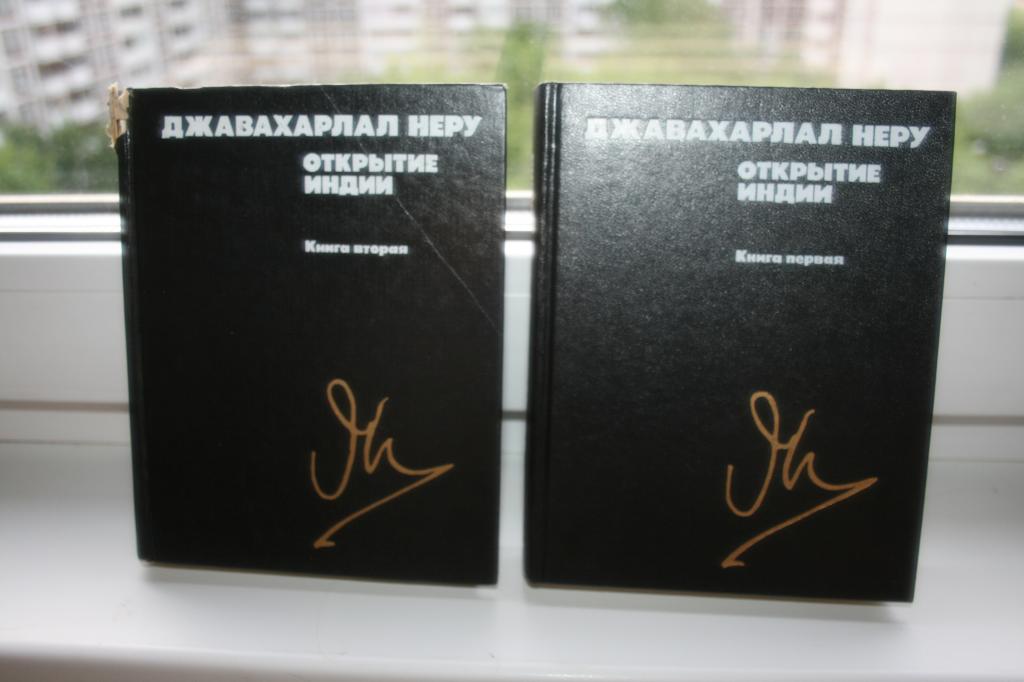 ДЖАВАХАРЛАЛ НЕРУ
ОТКРЫТИЕ
ИНДИИ
Книга вторая
ДЖАВАХАРЛАЛ НЕРУ
ОТКРЫТИЕ
ИНДИИ
Книга первая